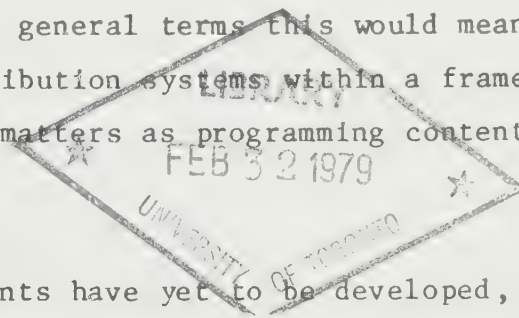 general terms this would mean
ibution systems within a frame
LIBRARY
matters as programming content
FEB 3 2 1979
UNIVERSITY OF TORONTO
nts have yet to be developed,